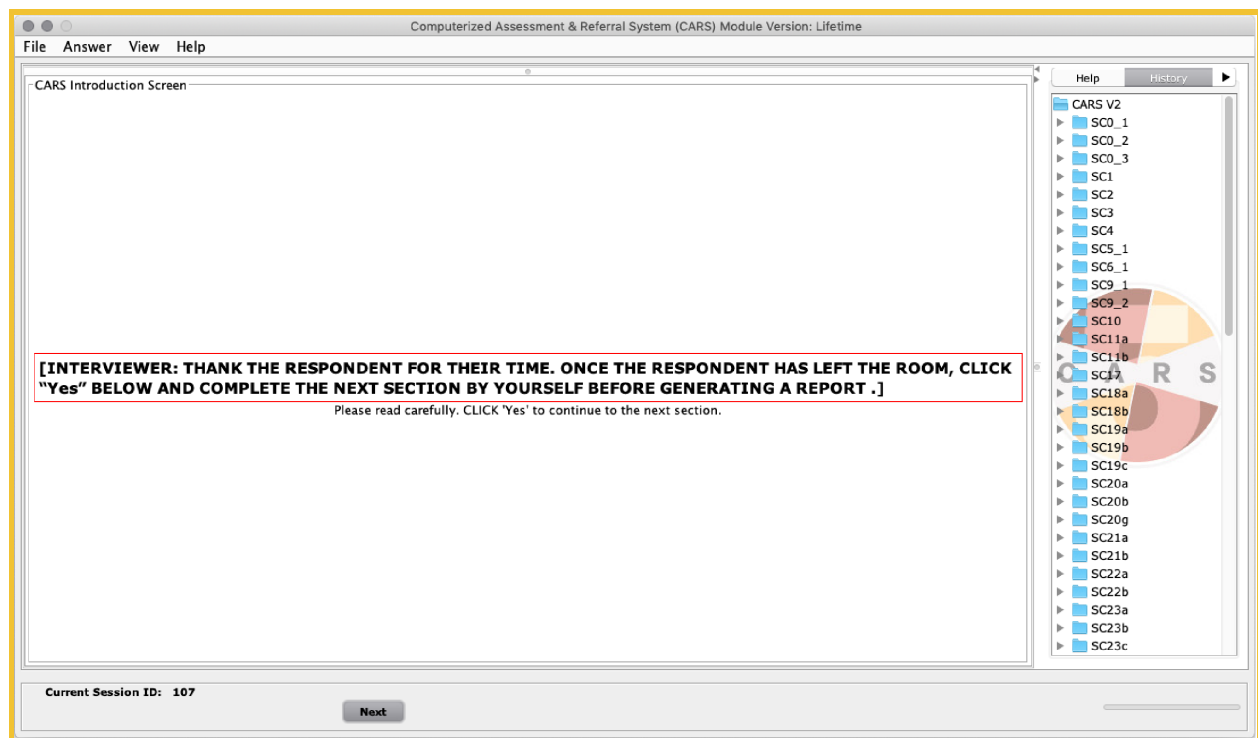 Computerized Assessment & Referral System (CARS) Module Version: Lifetime
File Answer View Help
CARS Introduction Screen
[INTERVIEWER: THANK THE RESPONDENT FOR THEIR TIME. ONCE THE RESPONDENT HAS LEFT THE ROOM, CLICK
“Yes” BELOW AND COMPLETE THE NEXT SECTION BY YOURSELF BEFORE GENERATING A REPORT .]
Please read carefully. CLICK 'Yes' to continue to the next section.
Help History
CARS V2
SC0_1
SC0_2
SC0_3
SC1
SC2
SC3
SC4
SC5_1
SC6_1
SC9_1
SC9_2
SC10
SC11a
SC11b
SC17
SC18a
SC18b
SC19a
SC19b
SC19c
SC20a
SC20b
SC20g
SC21a
SC21b
SC22a
SC22b
SC23a
SC23b
SC23c
CARS
Current Session ID: 107
Next